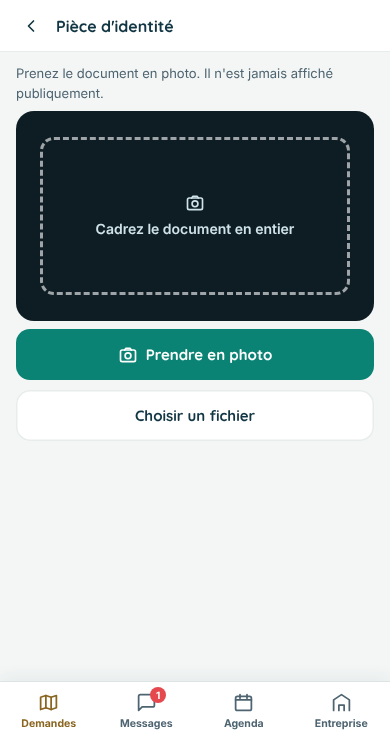 Pièce d'identité
Prenez le document en photo. Il n'est jamais affiché
publiquement.
Cadrez le document en entier
Prendre en photo
Choisir un fichier
1
Demandes
Messages
Agenda
Entreprise